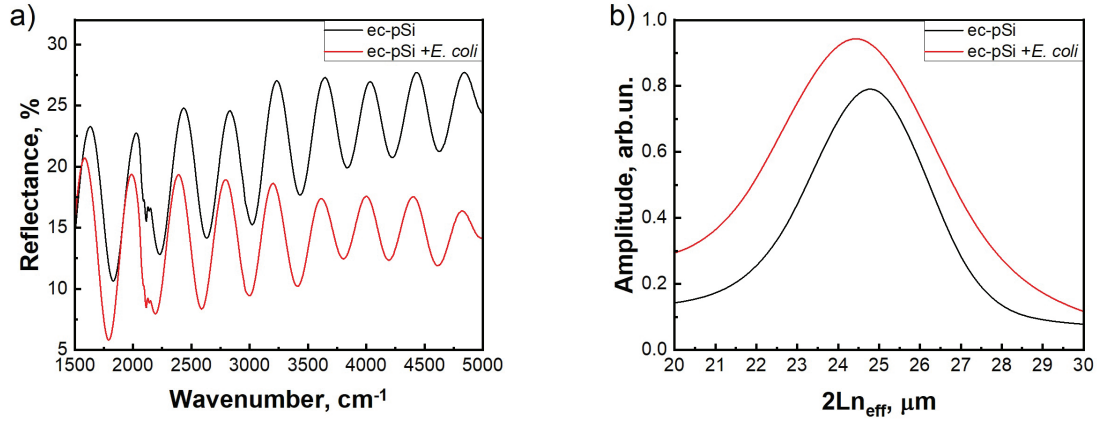 a)
ec-pSi
ec-pSi +E. coli
Reflectance, %
30
25
20
15
10
5
1500 2000 2500 3000 3500 4000 4500 5000
Wavenumber, cm⁻¹
b)
ec-pSi
ec-pSi +E. coli
Amplitude, arb.un.
1.0
0.8
0.6
0.4
0.2
0.0
20 21 22 23 24 25 26 27 28 29 30
2Lneff, μm